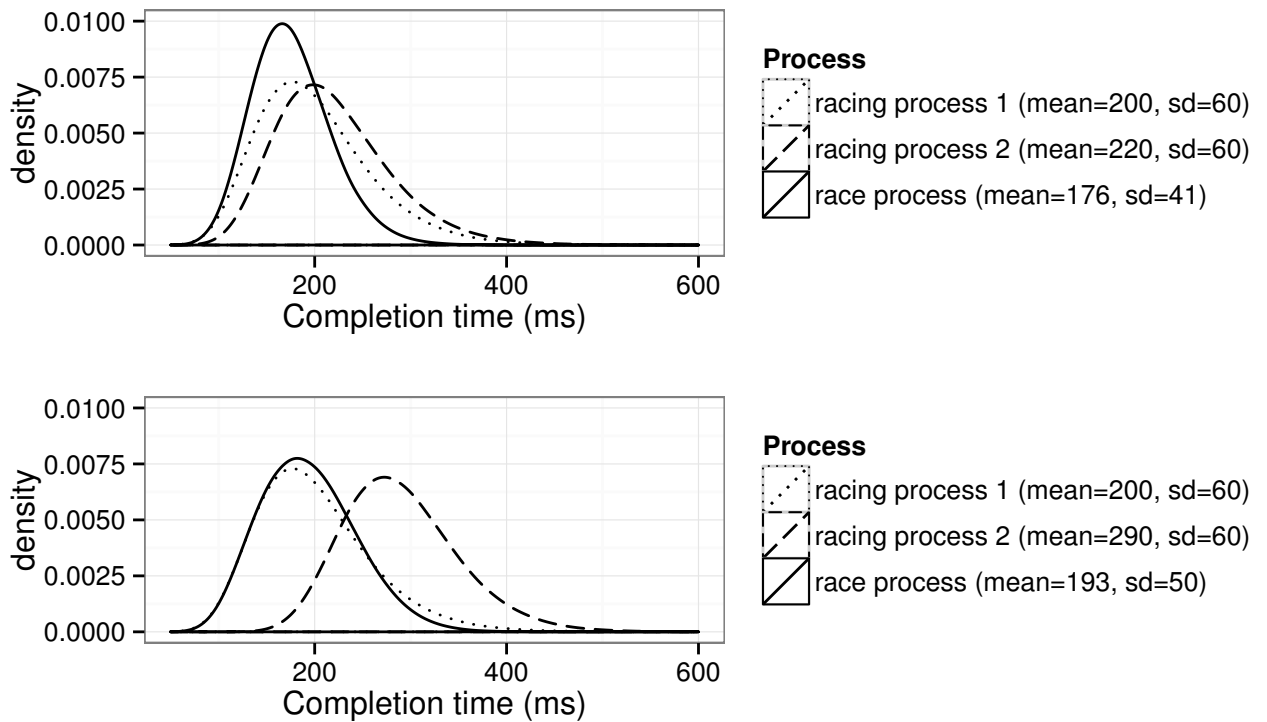 0.0100
0.0075
0.0050
0.0025
0.0000
density
200 400 600
Completion time (ms)
Process
racing process 1 (mean=200, sd=60)
racing process 2 (mean=220, sd=60)
race process (mean=176, sd=41)
0.0100
0.0075
0.0050
0.0025
0.0000
density
200 400 600
Completion time (ms)
Process
racing process 1 (mean=200, sd=60)
racing process 2 (mean=290, sd=60)
race process (mean=193, sd=50)